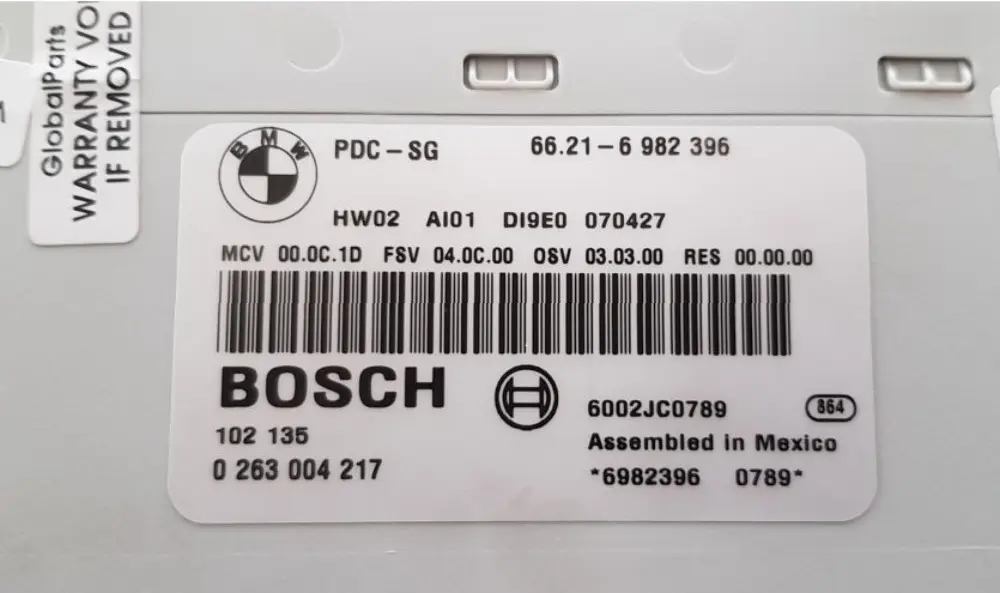 GlobalParts
WARRANTY VO
IF REMOVED
BMW
PDC-SG 66.21-6 982 396
HW02 AI01 DI9E0 070427
MCV 00.0C.1D FSV 04.0C.00 OSV 03.03.00 RES 00.00.00
BOSCH
6002JC0789 864
102 135 Assembled in Mexico
0 263 004 217 *6982396 0789*